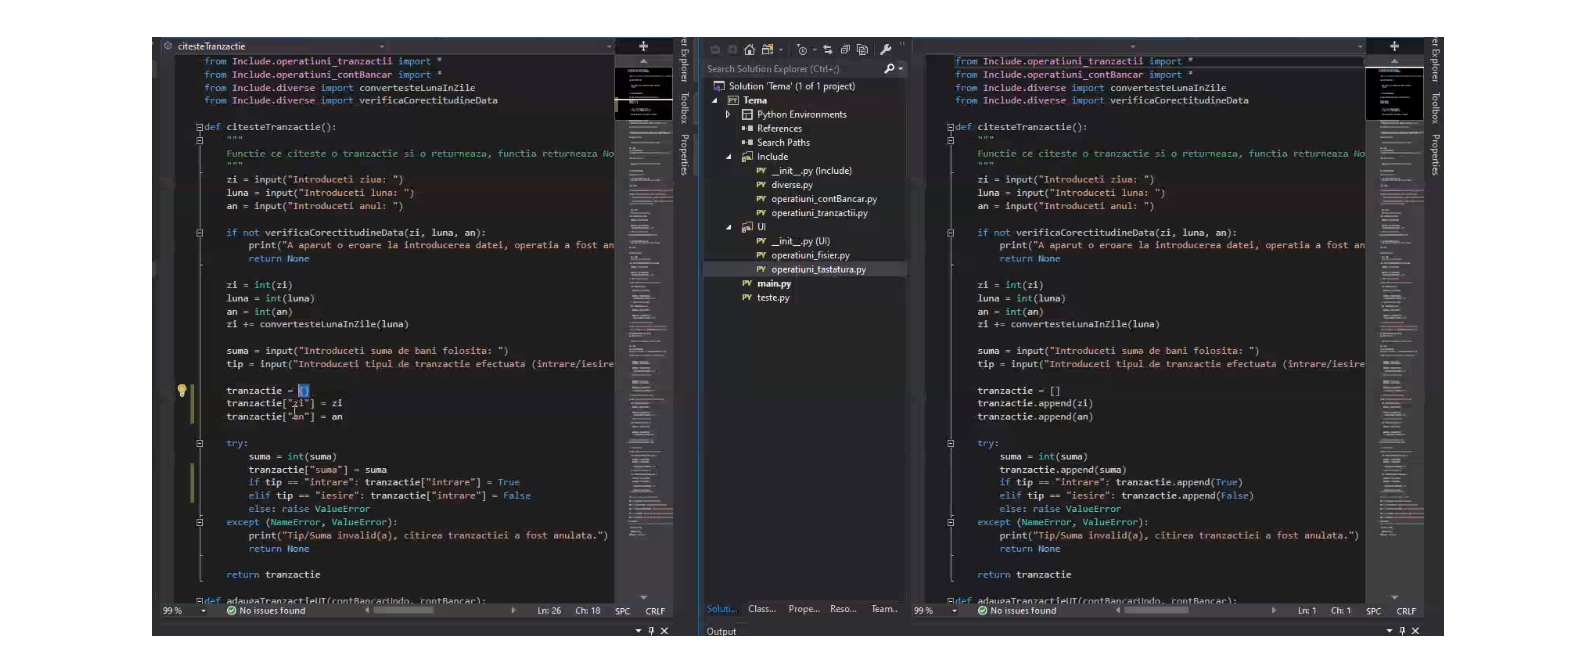 citesteTranzactie
from Include.operatiuni_tranzactii import *
from Include.operatiuni_contBancar import *
from Include.diverse import convertesteLunaInZile
from Include.diverse import verificaCorectitudineData
def citesteTranzactie():
"""
Functie ce citeste o tranzactie si o returneaza, functia returneaza No
"""
zi = input("Introduceti ziua: ")
luna = input("Introduceti luna: ")
an = input("Introduceti anul: ")
if not verificaCorectitudineData(zi, luna, an):
print("A aparut o eroare la introducerea datei, operatia a fost an
return None
zi = int(zi)
luna = int(luna)
an = int(an)
zi += convertesteLunaInZile(luna)
suma = input("Introduceti suma de bani folosita: ")
tip = input("Introduceti tipul de tranzactie efectuata (intrare/iesire
tranzactie = {}
tranzactie["zi"] = zi
tranzactie["an"] = an
try:
suma = int(suma)
tranzactie["suma"] = suma
if tip == "intrare": tranzactie["intrare"] = True
elif tip == "iesire": tranzactie["intrare"] = False
else: raise ValueError
except (NameError, ValueError):
print("Tip/Suma invalid(a), citirea tranzactiei a fost anulata.")
return None
return tranzactie
def adaugaTranzactieUI(contBancarUndo, contBancar):
99 %
No issues found
Ln: 26
Ch: 18
SPC
CRLF
er Explorer
Toolbox
Properties
Search Solution Explorer (Ctrl+;)
Solution 'Tema' (1 of 1 project)
PY Tema
Python Environments
References
Search Paths
Include
PY __init__.py (Include)
PY diverse.py
PY operatiuni_contBancar.py
PY operatiuni_tranzactii.py
UI
PY __init__.py (UI)
PY operatiuni_fisier.py
PY operatiuni_tastatura.py
PY main.py
PY teste.py
Soluti...
Class...
Prope...
Reso...
Team..
Output
from Include.operatiuni_tranzactii import *
from Include.operatiuni_contBancar import *
from Include.diverse import convertesteLunaInZile
from Include.diverse import verificaCorectitudineData
def citesteTranzactie():
"""
Functie ce citeste o tranzactie si o returneaza, functia returneaza No
"""
zi = input("Introduceti ziua: ")
luna = input("Introduceti luna: ")
an = input("Introduceti anul: ")
if not verificaCorectitudineData(zi, luna, an):
print("A aparut o eroare la introducerea datei, operatia a fost an
return None
zi = int(zi)
luna = int(luna)
an = int(an)
zi += convertesteLunaInZile(luna)
suma = input("Introduceti suma de bani folosita: ")
tip = input("Introduceti tipul de tranzactie efectuata (intrare/iesire
tranzactie = []
tranzactie.append(zi)
tranzactie.append(an)
try:
suma = int(suma)
tranzactie.append(suma)
if tip == "intrare": tranzactie.append(True)
elif tip == "iesire": tranzactie.append(False)
else: raise ValueError
except (NameError, ValueError):
print("Tip/Suma invalid(a), citirea tranzactiei a fost anulata.")
return None
return tranzactie
def adaugaTranzactieUI(contBancarUndo, contBancar):
99 %
No issues found
Ln: 1
Ch: 1
SPC
CRLF
er Explorer
Toolbox
Properties